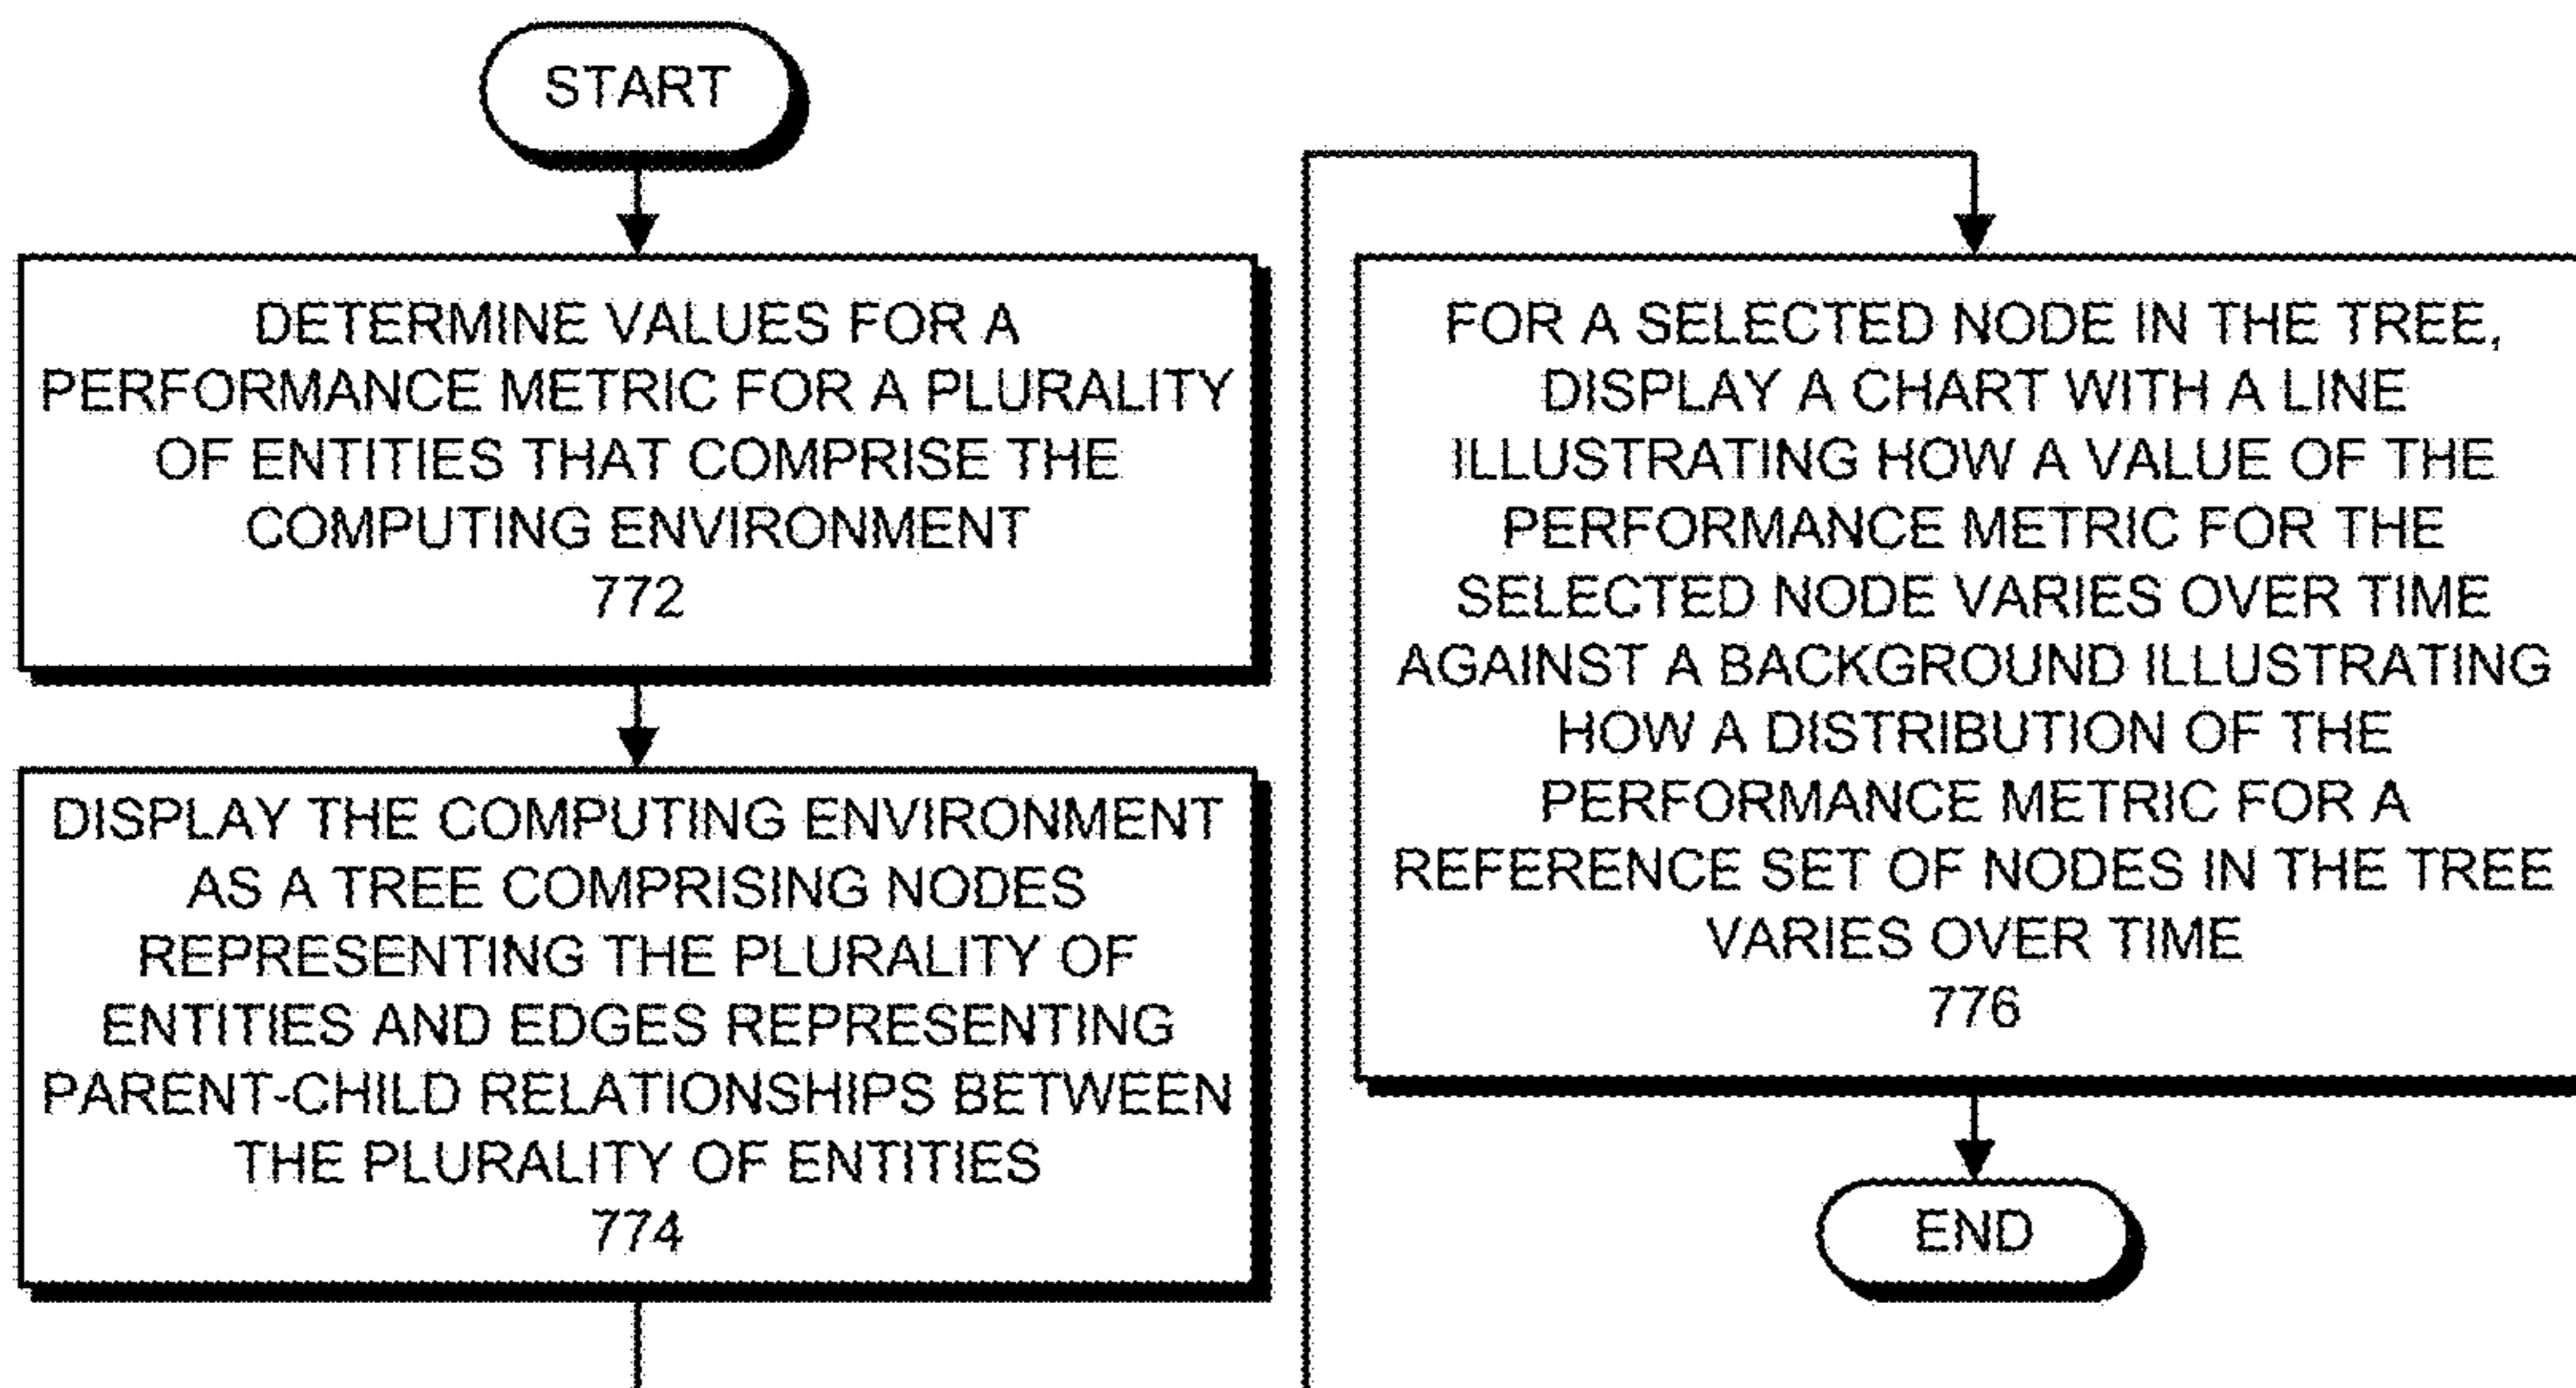 START
DETERMINE VALUES FOR A
PERFORMANCE METRIC FOR A PLURALITY
OF ENTITIES THAT COMPRISE THE
COMPUTING ENVIRONMENT
772
DISPLAY THE COMPUTING ENVIRONMENT
AS A TREE COMPRISING NODES
REPRESENTING THE PLURALITY OF
ENTITIES AND EDGES REPRESENTING
PARENT-CHILD RELATIONSHIPS BETWEEN
THE PLURALITY OF ENTITIES
774
FOR A SELECTED NODE IN THE TREE,
DISPLAY A CHART WITH A LINE
ILLUSTRATING HOW A VALUE OF THE
PERFORMANCE METRIC FOR THE
SELECTED NODE VARIES OVER TIME
AGAINST A BACKGROUND ILLUSTRATING
HOW A DISTRIBUTION OF THE
PERFORMANCE METRIC FOR A
REFERENCE SET OF NODES IN THE TREE
VARIES OVER TIME
776
END